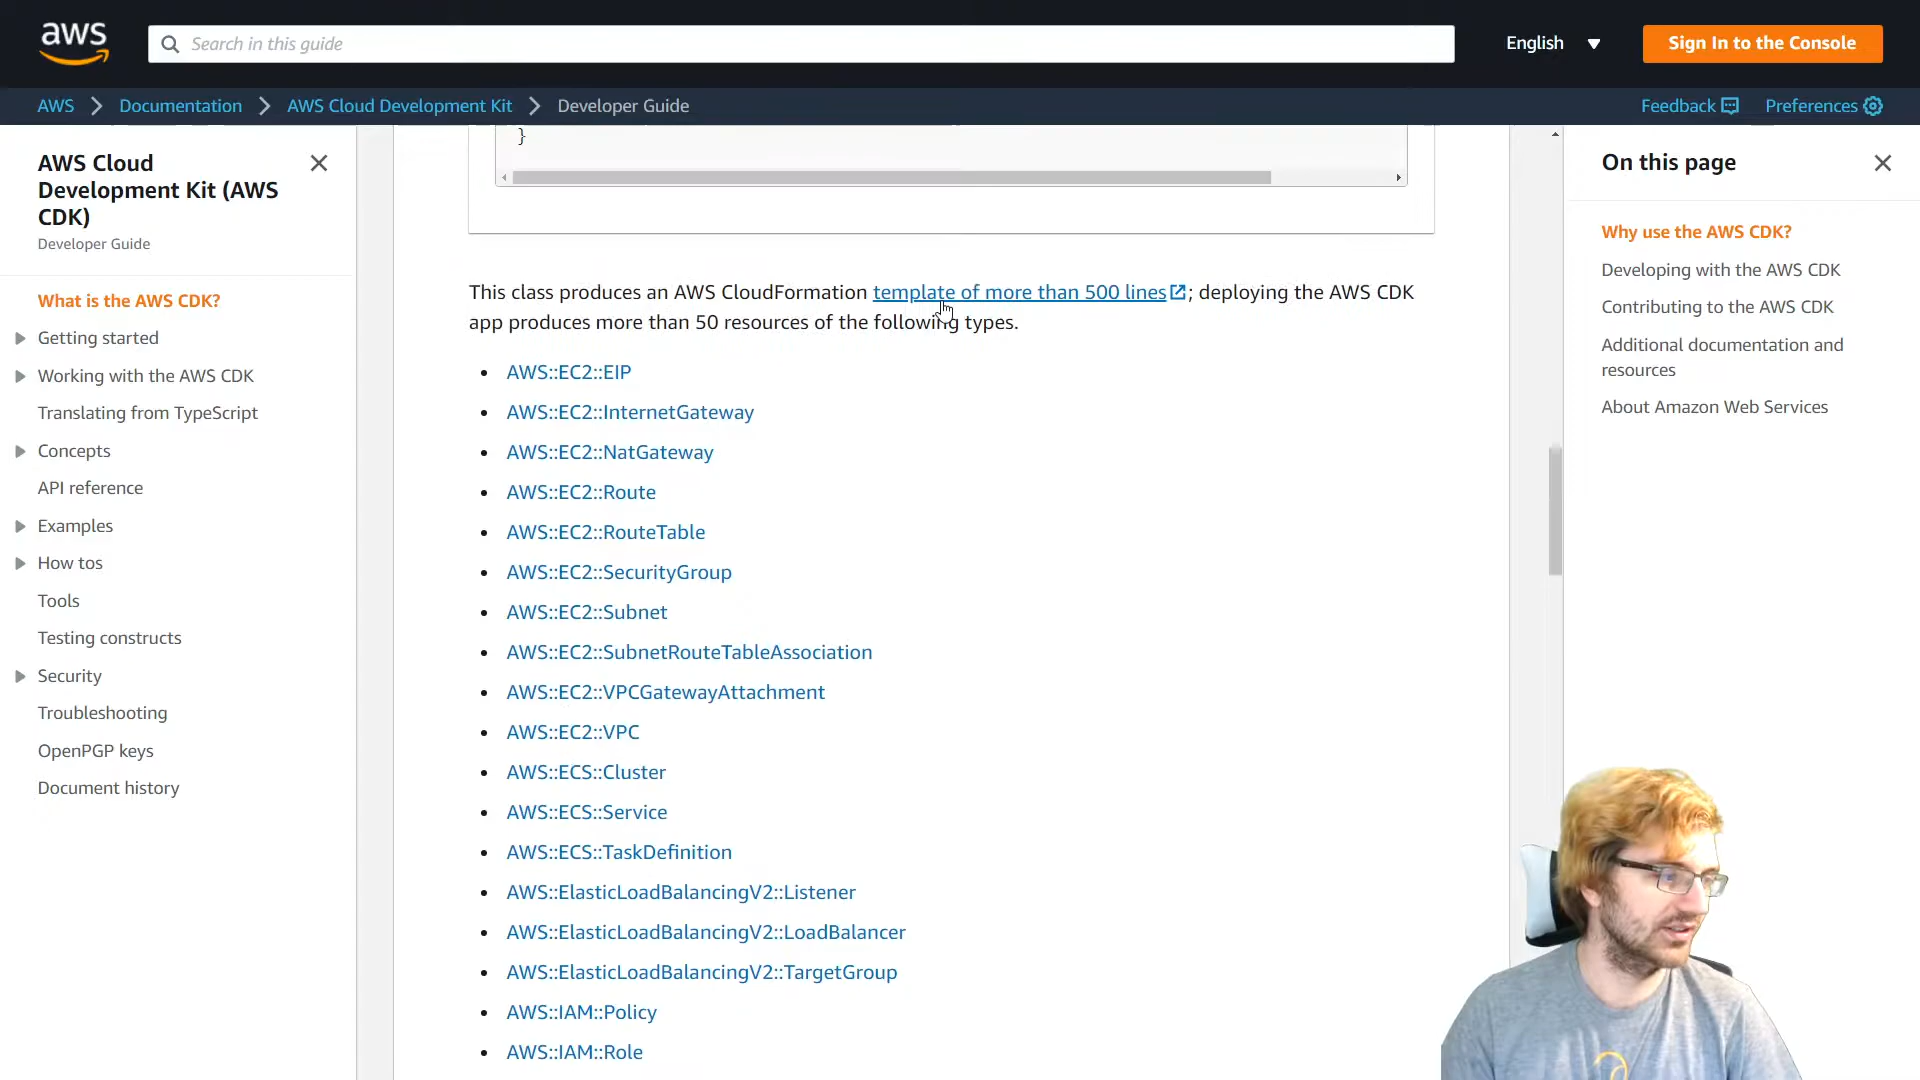 aws
Search in this guide
English
Sign In to the Console
AWS
Documentation
AWS Cloud Development Kit
Developer Guide
Feedback
Preferences
AWS Cloud
Development Kit (AWS
CDK)
Developer Guide
What is the AWS CDK?
Getting started
Working with the AWS CDK
Translating from TypeScript
Concepts
API reference
Examples
How tos
Tools
Testing constructs
Security
Troubleshooting
OpenPGP keys
Document history
}
This class produces an AWS CloudFormation template of more than 500 lines; deploying the AWS CDK
app produces more than 50 resources of the following types.
• AWS::EC2::EIP
• AWS::EC2::InternetGateway
• AWS::EC2::NatGateway
• AWS::EC2::Route
• AWS::EC2::RouteTable
• AWS::EC2::SecurityGroup
• AWS::EC2::Subnet
• AWS::EC2::SubnetRouteTableAssociation
• AWS::EC2::VPCGatewayAttachment
• AWS::EC2::VPC
• AWS::ECS::Cluster
• AWS::ECS::Service
• AWS::ECS::TaskDefinition
• AWS::ElasticLoadBalancingV2::Listener
• AWS::ElasticLoadBalancingV2::LoadBalancer
• AWS::ElasticLoadBalancingV2::TargetGroup
• AWS::IAM::Policy
• AWS::IAM::Role
On this page
Why use the AWS CDK?
Developing with the AWS CDK
Contributing to the AWS CDK
Additional documentation and
resources
About Amazon Web Services